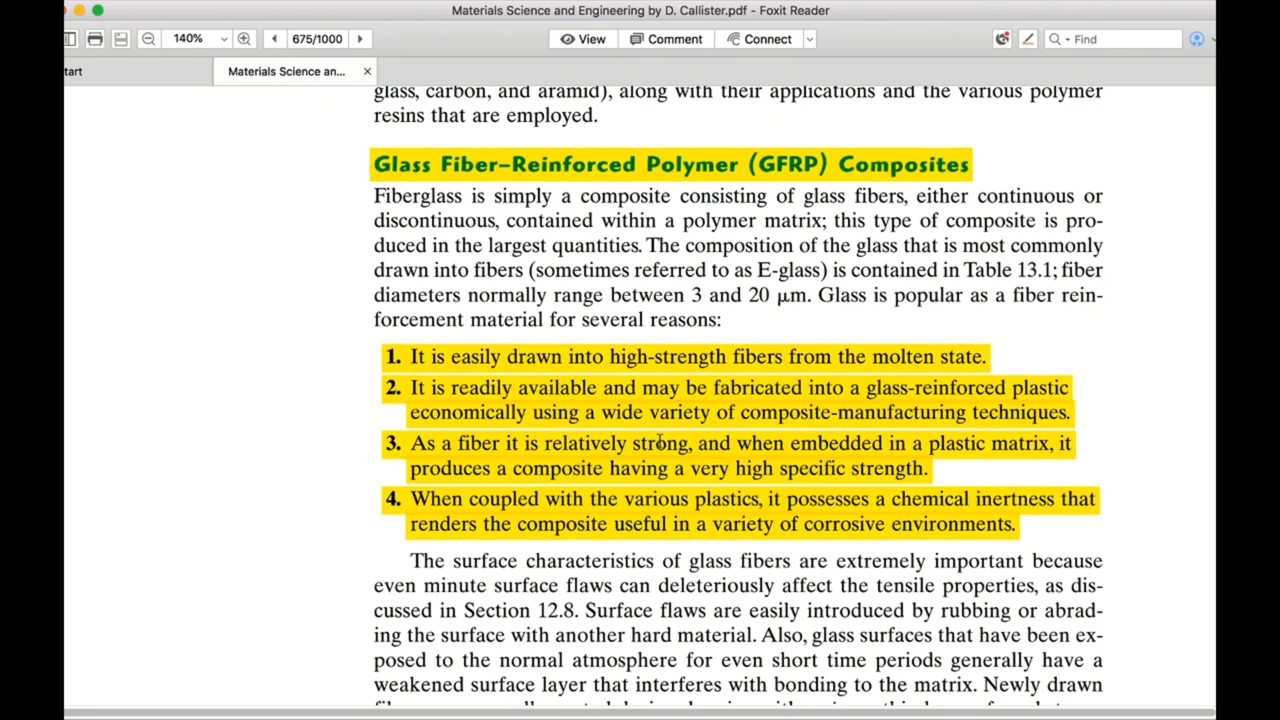 Materials Science and Engineering by D. Callister.pdf - Foxit Reader
140% 675/1000 View Comment Connect Find
tart Materials Science an...
glass, carbon, and aramid), along with their applications and the various polymer
resins that are employed.
Glass Fiber–Reinforced Polymer (GFRP) Composites
Fiberglass is simply a composite consisting of glass fibers, either continuous or
discontinuous, contained within a polymer matrix; this type of composite is pro-
duced in the largest quantities. The composition of the glass that is most commonly
drawn into fibers (sometimes referred to as E-glass) is contained in Table 13.1; fiber
diameters normally range between 3 and 20 μm. Glass is popular as a fiber rein-
forcement material for several reasons:
1. It is easily drawn into high-strength fibers from the molten state.
2. It is readily available and may be fabricated into a glass-reinforced plastic
economically using a wide variety of composite-manufacturing techniques.
3. As a fiber it is relatively strong, and when embedded in a plastic matrix, it
produces a composite having a very high specific strength.
4. When coupled with the various plastics, it possesses a chemical inertness that
renders the composite useful in a variety of corrosive environments.
The surface characteristics of glass fibers are extremely important because
even minute surface flaws can deleteriously affect the tensile properties, as dis-
cussed in Section 12.8. Surface flaws are easily introduced by rubbing or abrad-
ing the surface with another hard material. Also, glass surfaces that have been ex-
posed to the normal atmosphere for even short time periods generally have a
weakened surface layer that interferes with bonding to the matrix. Newly drawn